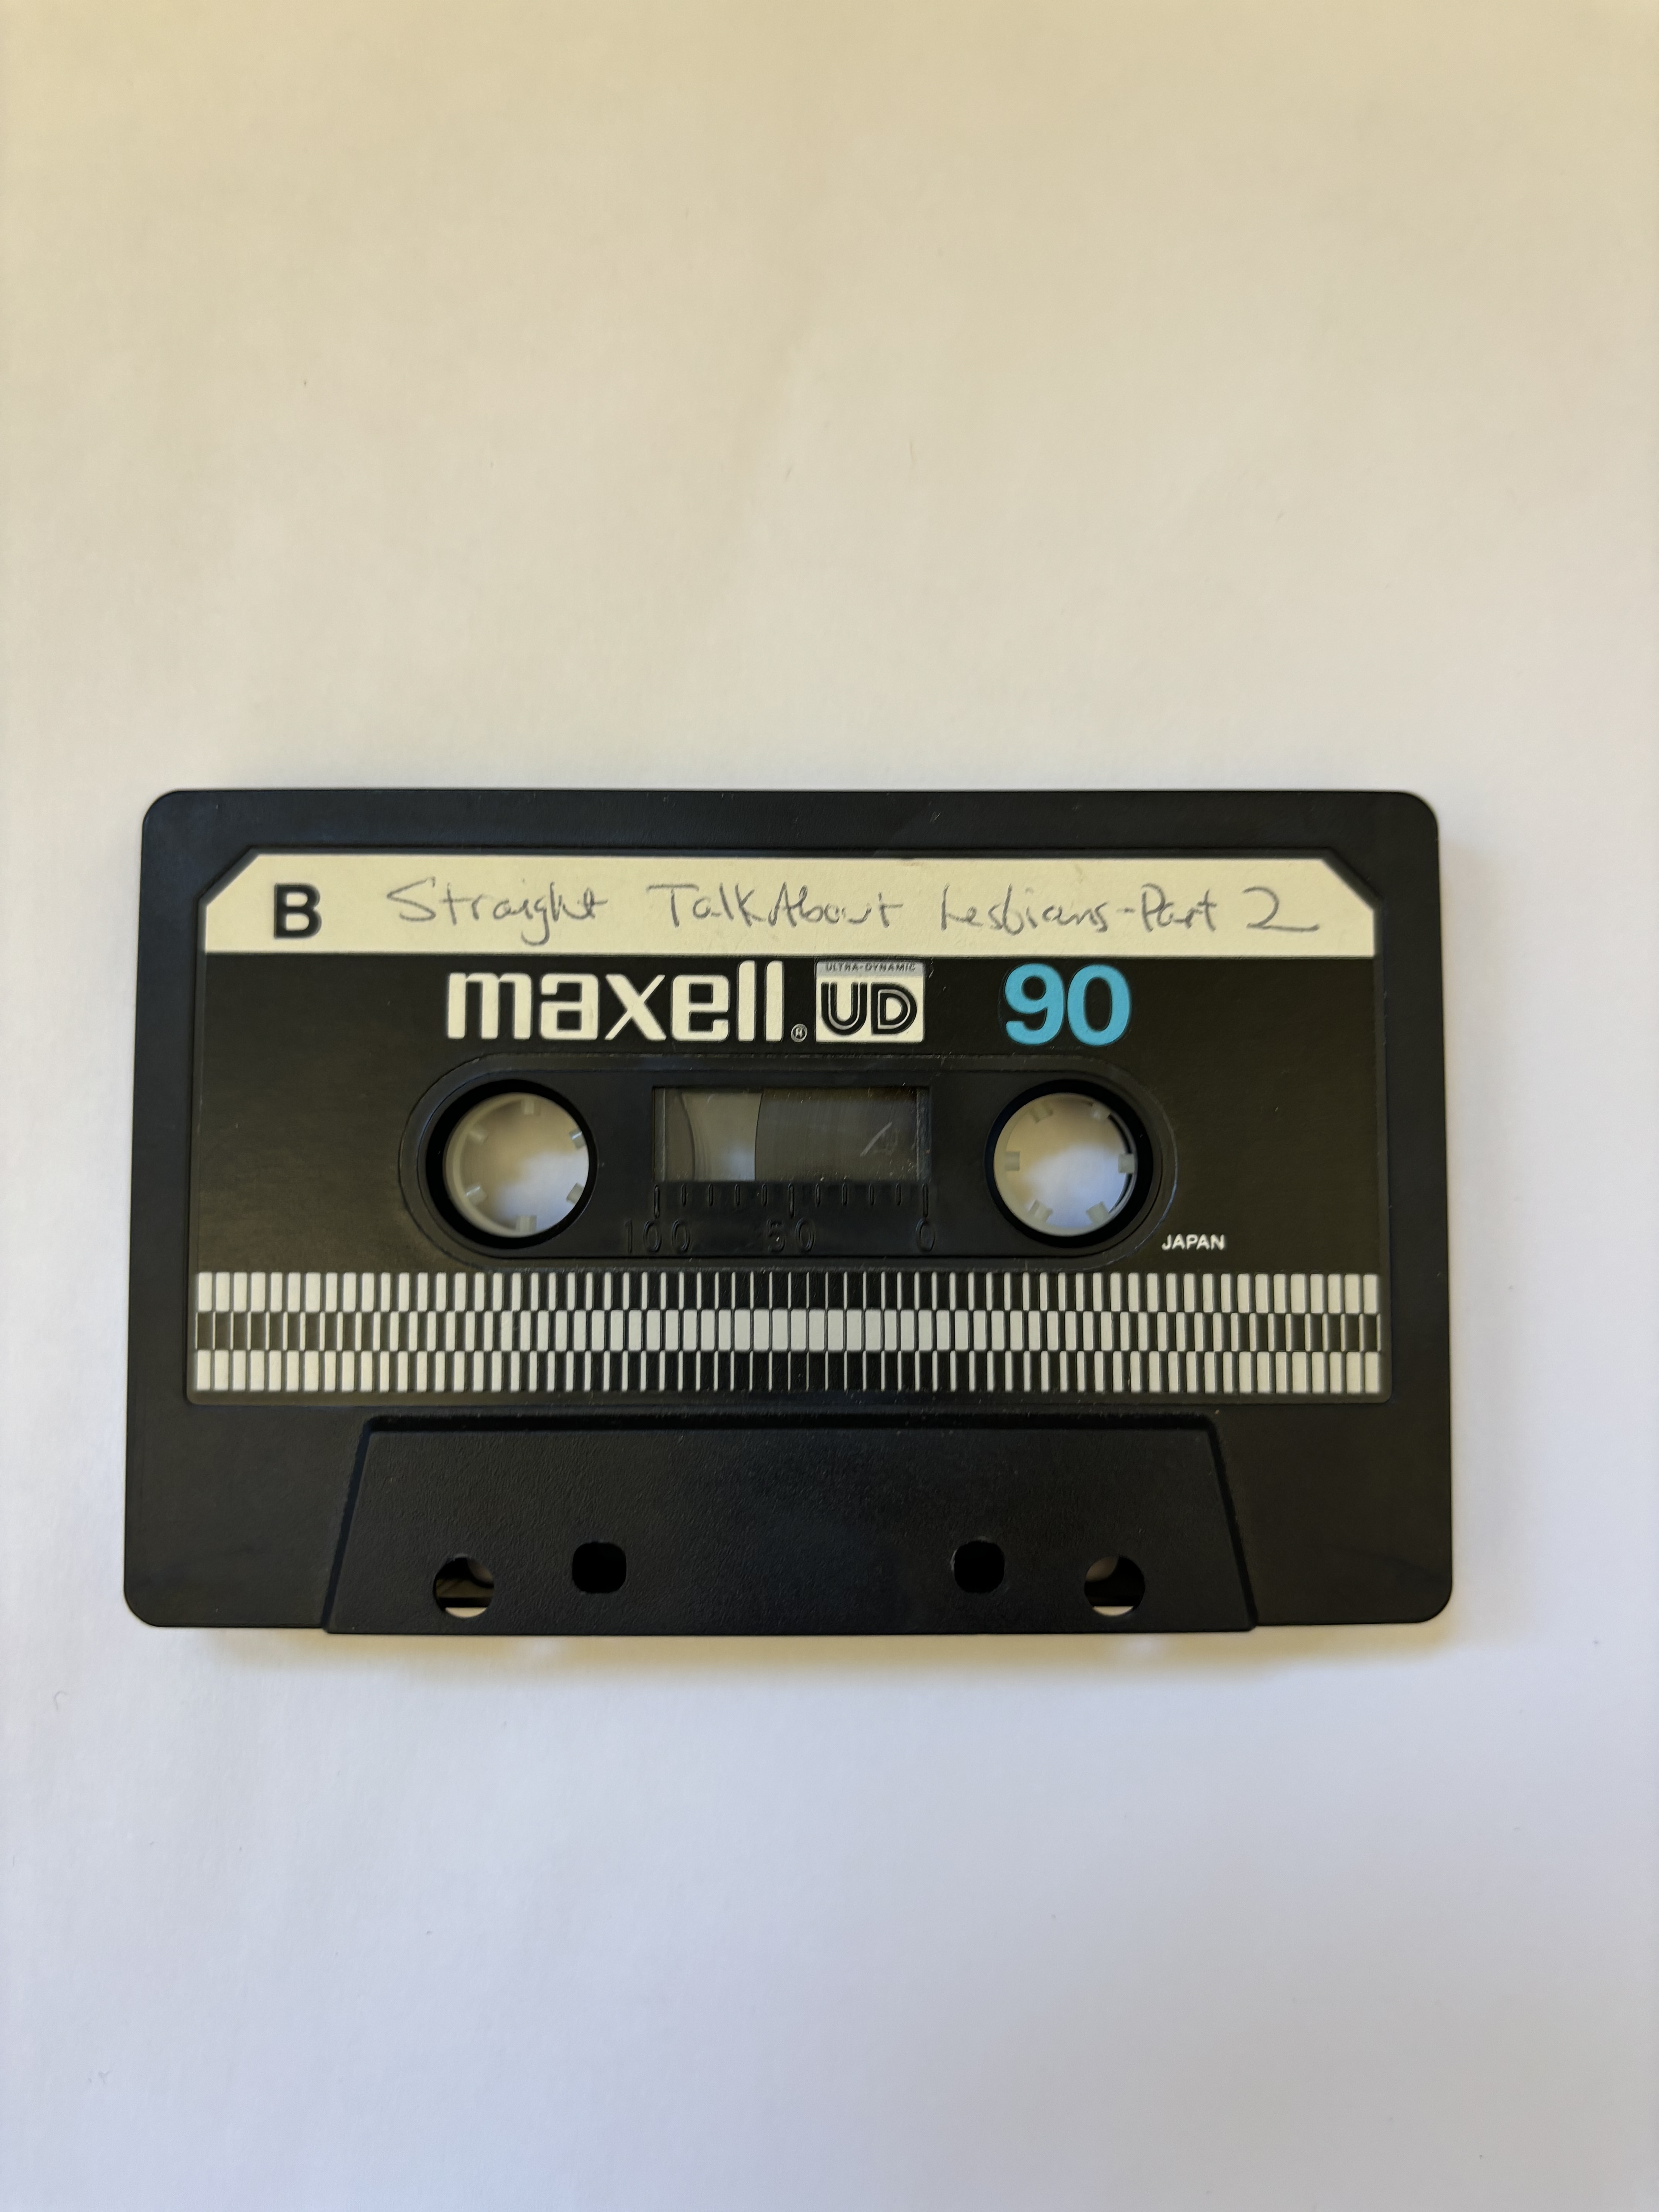 B Straight Talk About Lesbians - Part 2
maxell® ULTRA-DYNAMIC UD 90
100 50 0
JAPAN